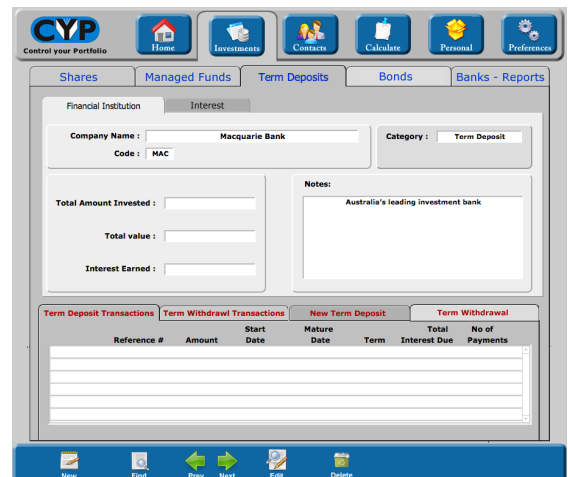 CYP
Control your Portfolio
Home
Investments
Contacts
Calculate
Personal
Preferences
Shares
Managed Funds
Term Deposits
Bonds
Banks - Reports
Financial Institution
Interest
Company Name : Macquarie Bank
Category : Term Deposit
Code : MAC
Notes:
Australia's leading investment bank
Total Amount Invested :
Total value :
Interest Earned :
Term Deposit Transactions
Term Withdrawl Transactions
New Term Deposit
Term Withdrawal
Reference # Amount Start Date Mature Date Term Total Interest Due No of Payments
New
Find
Prev
Next
Edit
Delete